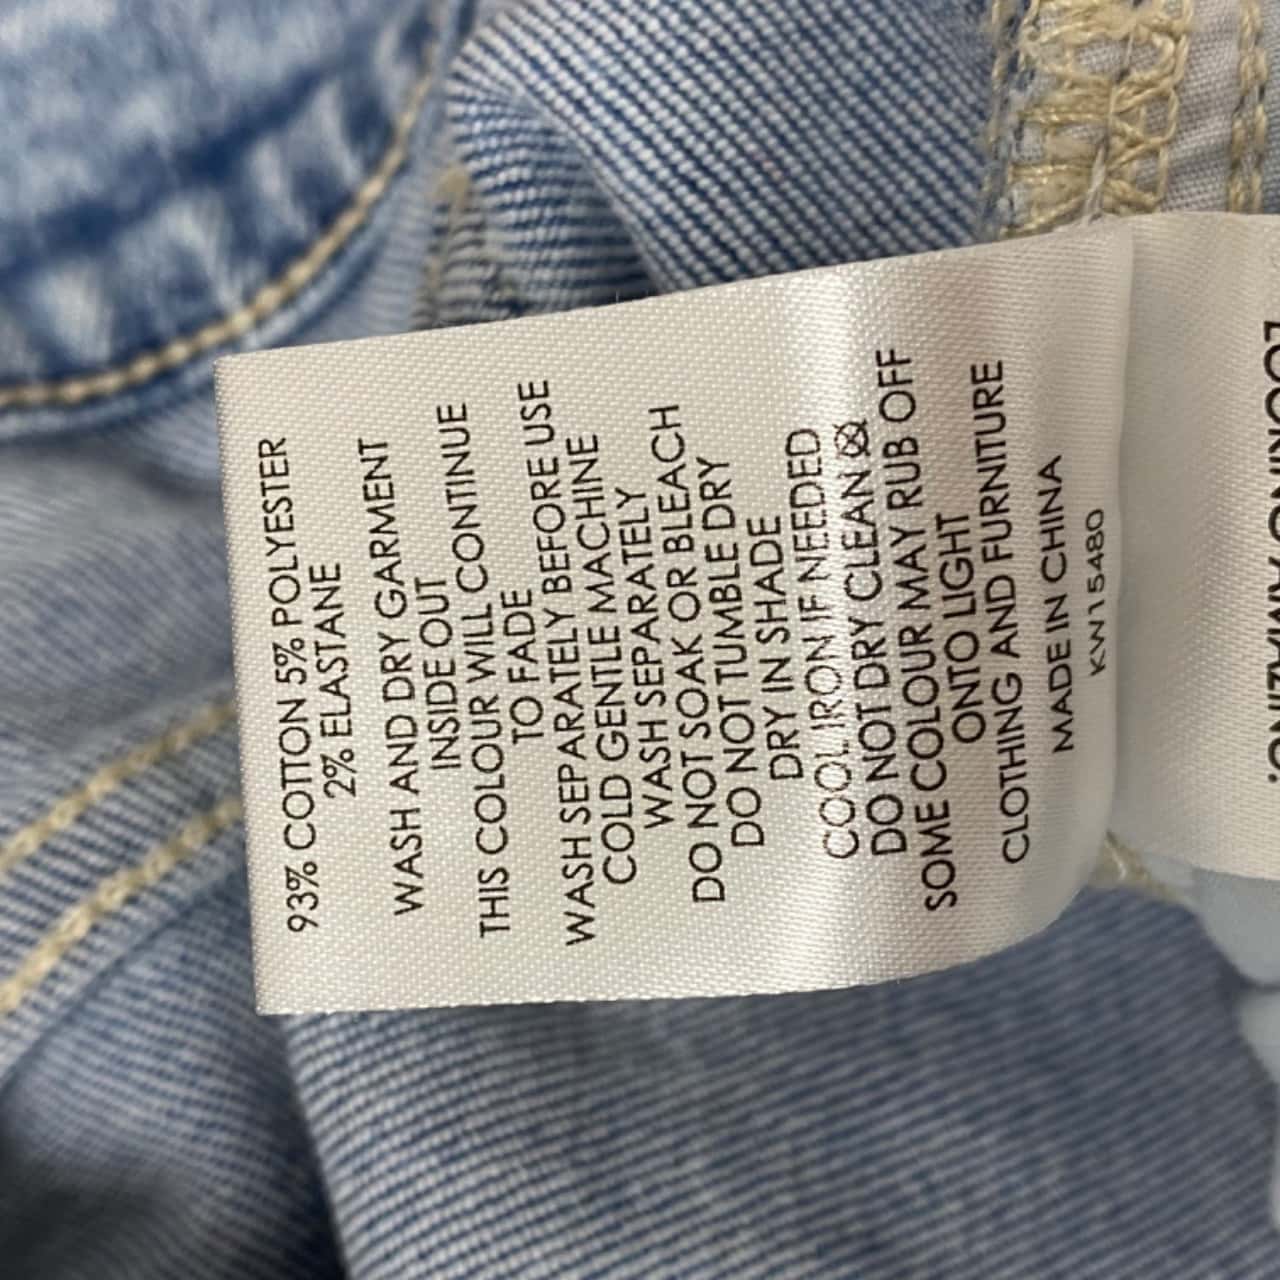 93% COTTON 5% POLYESTER
2% ELASTANE
WASH AND DRY GARMENT
INSIDE OUT
THIS COLOUR WILL CONTINUE
TO FADE
WASH SEPARATELY BEFORE USE
COLD GENTLE MACHINE
WASH SEPARATELY
DO NOT SOAK OR BLEACH
DO NOT TUMBLE DRY
DRY IN SHADE
COOL IRON IF NEEDED
DO NOT DRY CLEAN
SOME COLOUR MAY RUB OFF
ONTO LIGHT
CLOTHING AND FURNITURE
MADE IN CHINA
KW15480
LOOKING AMAZING.